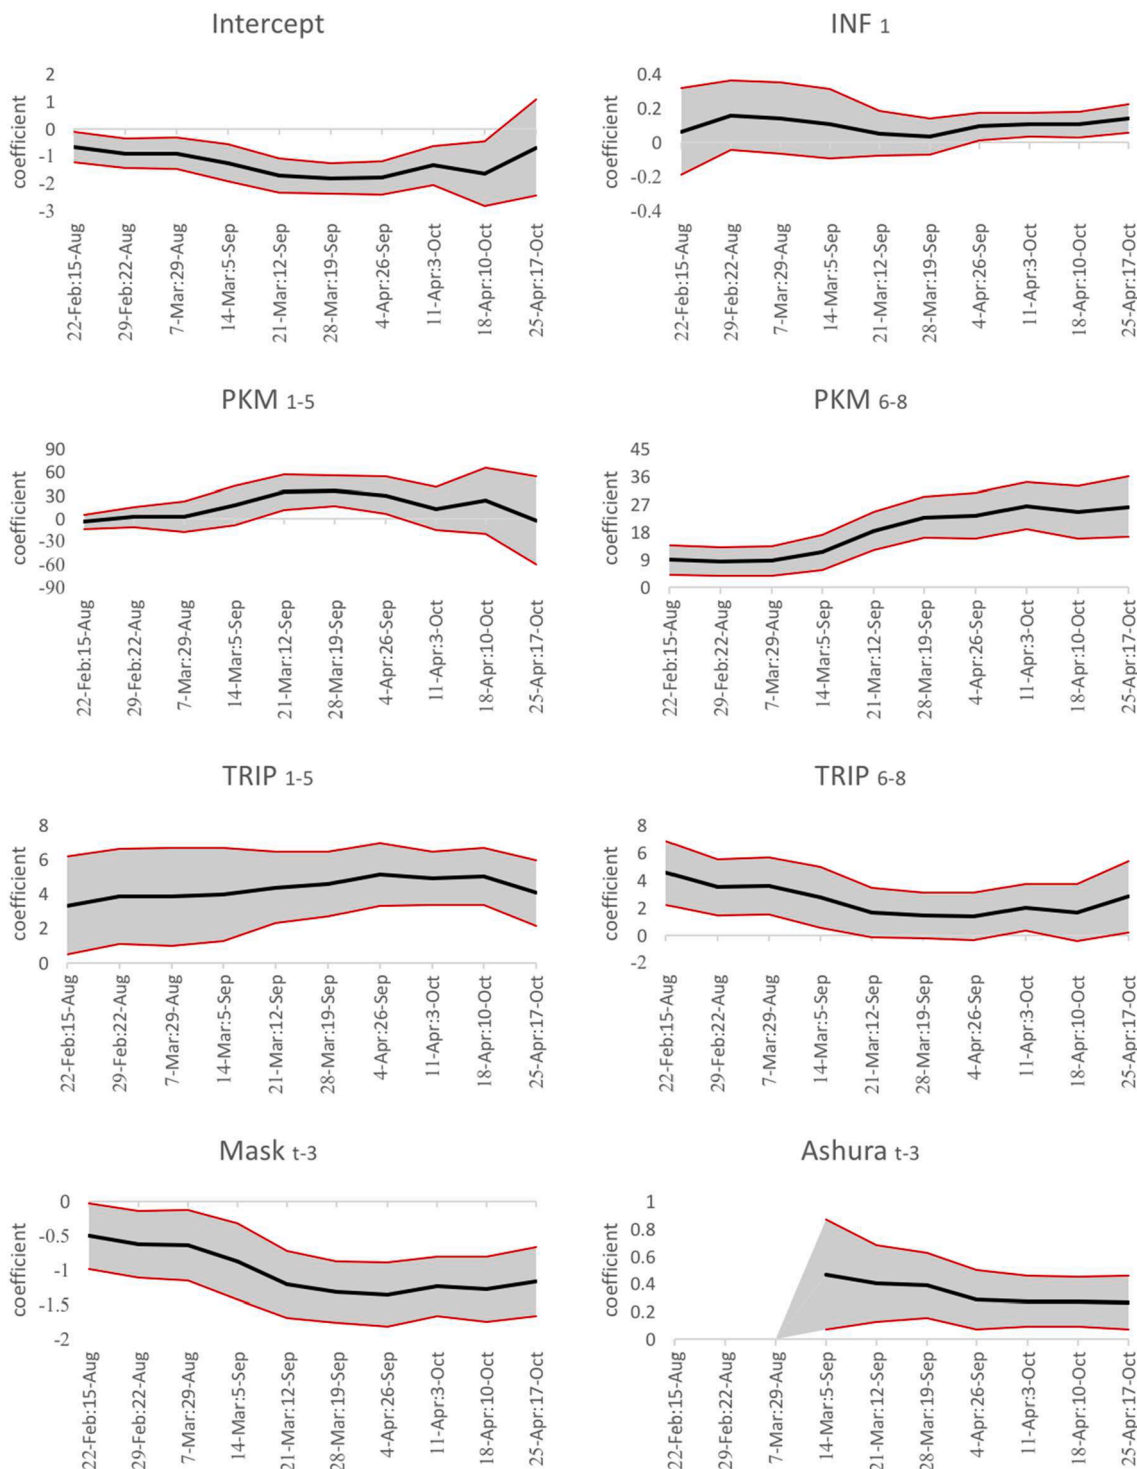 Intercept
coefficient
2
1
0
-1
-2
-3
22-Feb:15-Aug
29-Feb:22-Aug
7-Mar:29-Aug
14-Mar:5-Sep
21-Mar:12-Sep
28-Mar:19-Sep
4-Apr:26-Sep
11-Apr:3-Oct
18-Apr:10-Oct
25-Apr:17-Oct
INF 1
coefficient
0.4
0.2
0
-0.2
-0.4
22-Feb:15-Aug
29-Feb:22-Aug
7-Mar:29-Aug
14-Mar:5-Sep
21-Mar:12-Sep
28-Mar:19-Sep
4-Apr:26-Sep
11-Apr:3-Oct
18-Apr:10-Oct
25-Apr:17-Oct
PKM 1-5
coefficient
90
60
30
0
-30
-60
-90
22-Feb:15-Aug
29-Feb:22-Aug
7-Mar:29-Aug
14-Mar:5-Sep
21-Mar:12-Sep
28-Mar:19-Sep
4-Apr:26-Sep
11-Apr:3-Oct
18-Apr:10-Oct
25-Apr:17-Oct
PKM 6-8
coefficient
45
36
27
18
9
0
22-Feb:15-Aug
29-Feb:22-Aug
7-Mar:29-Aug
14-Mar:5-Sep
21-Mar:12-Sep
28-Mar:19-Sep
4-Apr:26-Sep
11-Apr:3-Oct
18-Apr:10-Oct
25-Apr:17-Oct
TRIP 1-5
coefficient
8
6
4
2
0
22-Feb:15-Aug
29-Feb:22-Aug
7-Mar:29-Aug
14-Mar:5-Sep
21-Mar:12-Sep
28-Mar:19-Sep
4-Apr:26-Sep
11-Apr:3-Oct
18-Apr:10-Oct
25-Apr:17-Oct
TRIP 6-8
coefficient
8
6
4
2
0
-2
22-Feb:15-Aug
29-Feb:22-Aug
7-Mar:29-Aug
14-Mar:5-Sep
21-Mar:12-Sep
28-Mar:19-Sep
4-Apr:26-Sep
11-Apr:3-Oct
18-Apr:10-Oct
25-Apr:17-Oct
Mask t-3
coefficient
0
-0.5
-1
-1.5
-2
22-Feb:15-Aug
29-Feb:22-Aug
7-Mar:29-Aug
14-Mar:5-Sep
21-Mar:12-Sep
28-Mar:19-Sep
4-Apr:26-Sep
11-Apr:3-Oct
18-Apr:10-Oct
25-Apr:17-Oct
Ashura t-3
coefficient
1
0.8
0.6
0.4
0.2
0
22-Feb:15-Aug
29-Feb:22-Aug
7-Mar:29-Aug
14-Mar:5-Sep
21-Mar:12-Sep
28-Mar:19-Sep
4-Apr:26-Sep
11-Apr:3-Oct
18-Apr:10-Oct
25-Apr:17-Oct